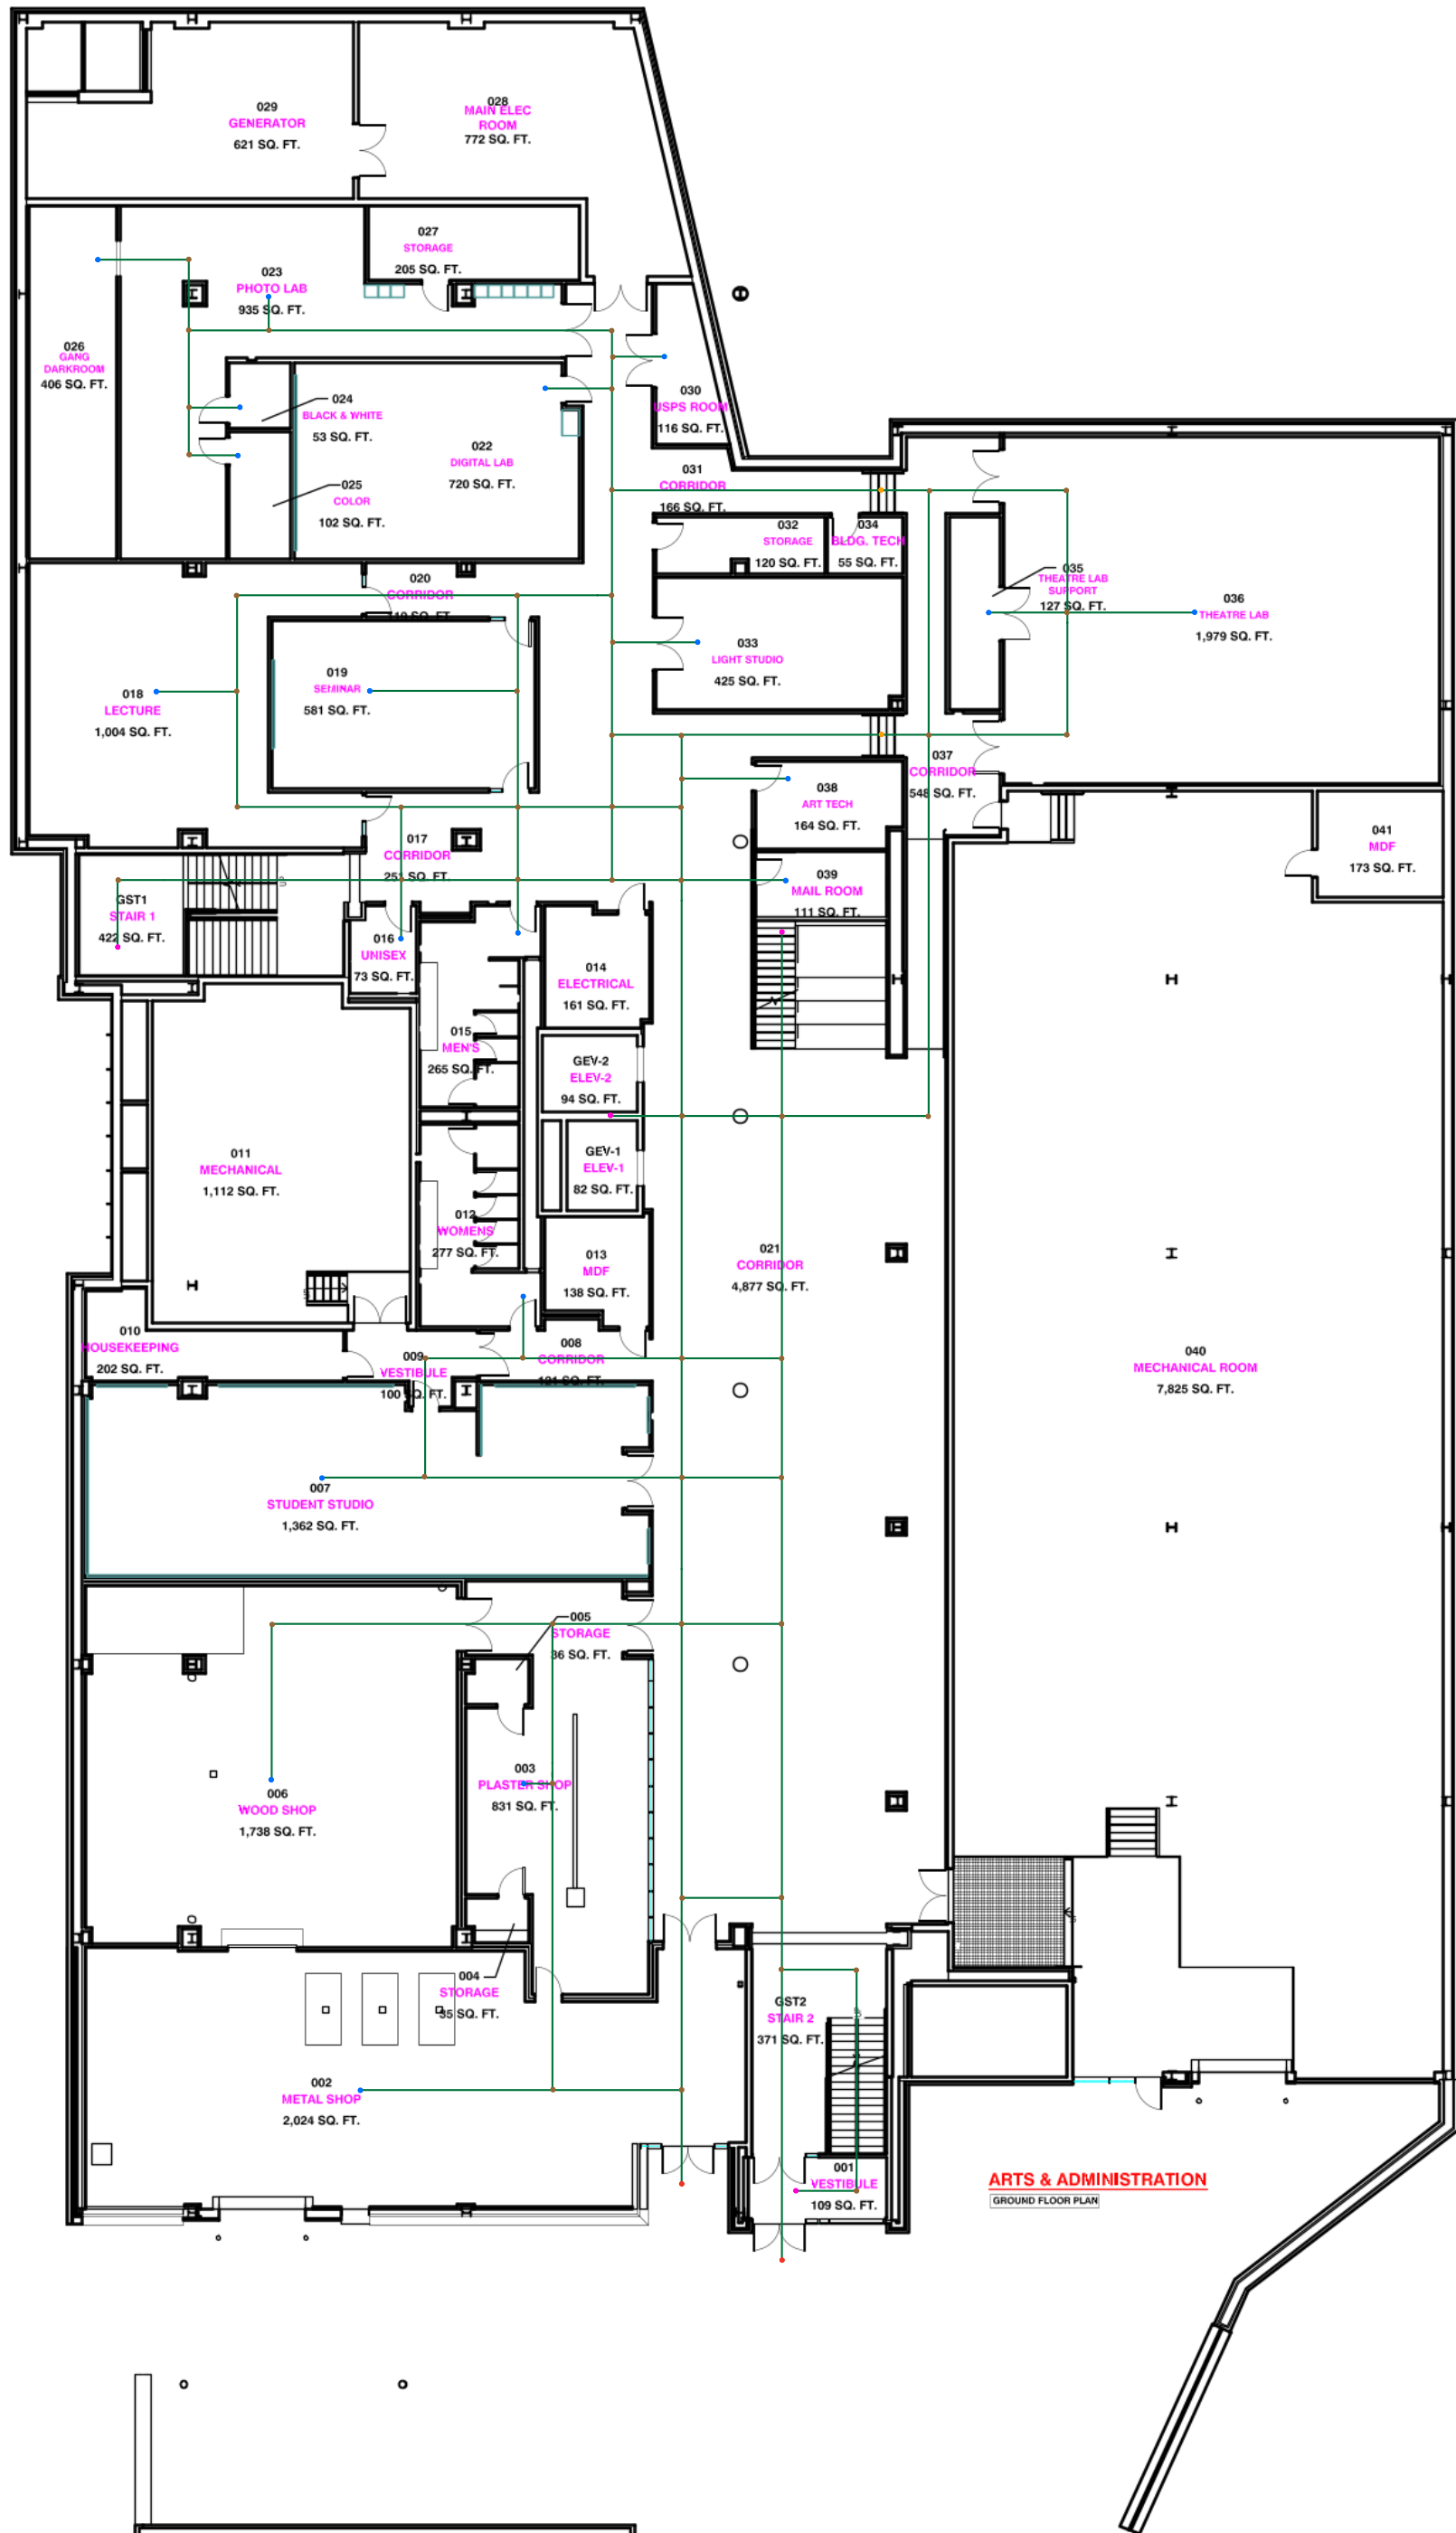 029
GENERATOR
621 SQ. FT.
028
MAIN ELEC
ROOM
772 SQ. FT.
027
STORAGE
205 SQ. FT.
023
PHOTO LAB
935 SQ. FT.
026
GANG
DARKROOM
406 SQ. FT.
024
BLACK & WHITE
53 SQ. FT.
025
COLOR
102 SQ. FT.
022
DIGITAL LAB
720 SQ. FT.
030
USPS ROOM
116 SQ. FT.
031
CORRIDOR
166 SQ. FT.
032
STORAGE
120 SQ. FT.
034
BLDG. TECH
55 SQ. FT.
035
THEATRE LAB
SUPPORT
127 SQ. FT.
036
THEATRE LAB
1,979 SQ. FT.
020
CORRIDOR
SQ. FT.
033
LIGHT STUDIO
425 SQ. FT.
019
SEMINAR
581 SQ. FT.
018
LECTURE
1,004 SQ. FT.
037
CORRIDOR
548 SQ. FT.
038
ART TECH
164 SQ. FT.
041
MDF
173 SQ. FT.
017
CORRIDOR
251 SQ. FT.
039
MAIL ROOM
111 SQ. FT.
GST1
STAIR 1
422 SQ. FT.
016
UNISEX
73 SQ. FT.
014
ELECTRICAL
161 SQ. FT.
015
MEN'S
265 SQ. FT.
GEV-2
ELEV-2
94 SQ. FT.
GEV-1
ELEV-1
82 SQ. FT.
011
MECHANICAL
1,112 SQ. FT.
012
WOMENS
277 SQ. FT.
013
MDF
138 SQ. FT.
021
CORRIDOR
4,877 SQ. FT.
010
HOUSEKEEPING
202 SQ. FT.
009
VESTIBULE
100 SQ. FT.
008
CORRIDOR
121 SQ. FT.
040
MECHANICAL ROOM
7,825 SQ. FT.
007
STUDENT STUDIO
1,362 SQ. FT.
005
STORAGE
36 SQ. FT.
003
PLASTER SHOP
831 SQ. FT.
006
WOOD SHOP
1,738 SQ. FT.
004
STORAGE
35 SQ. FT.
GST2
STAIR 2
371 SQ. FT.
002
METAL SHOP
2,024 SQ. FT.
001
VESTIBULE
109 SQ. FT.
ARTS & ADMINISTRATION
GROUND FLOOR PLAN